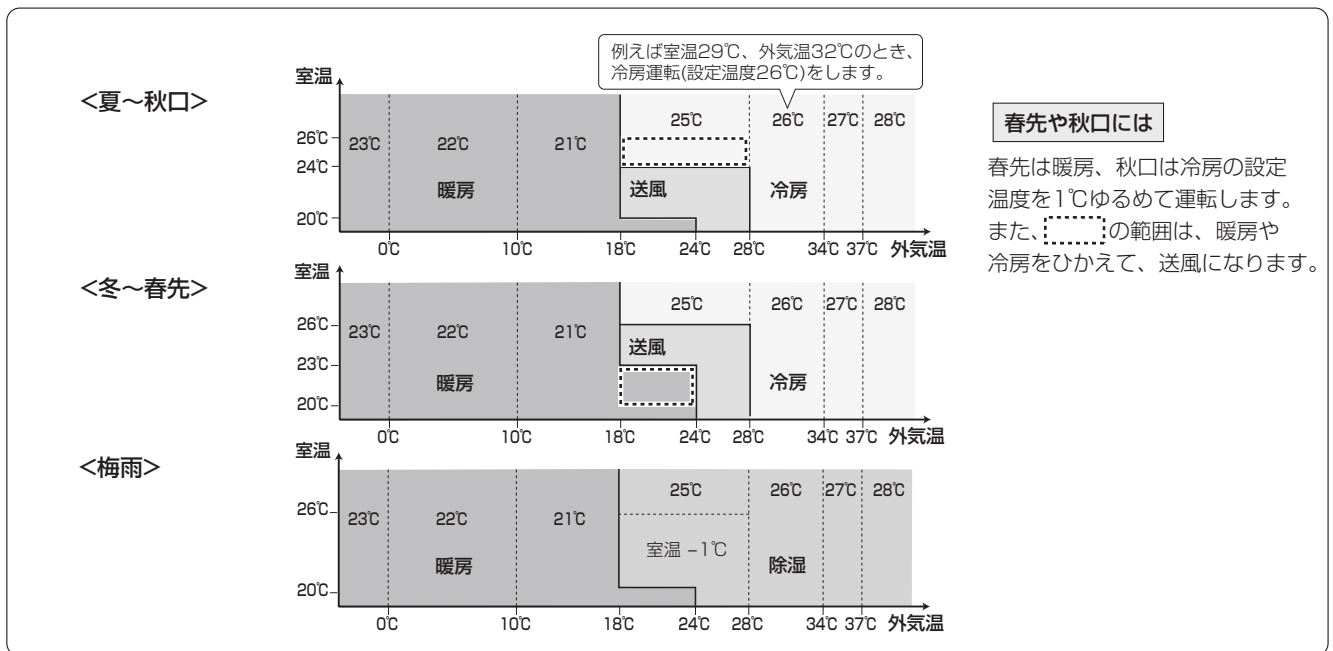 例えば室温29℃、外気温32℃のとき、
冷房運転(設定温度26℃)をします。
<夏～秋口>
室温
26℃
24℃
20℃
23℃
22℃
21℃
25℃
26℃
27℃
28℃
暖房
送風
冷房
0℃
10℃
18℃
24℃
28℃
34℃
37℃
外気温
<冬～春先>
室温
26℃
23℃
20℃
23℃
22℃
21℃
25℃
26℃
27℃
28℃
暖房
送風
冷房
0℃
10℃
18℃
24℃
28℃
34℃
37℃
外気温
<梅雨>
室温
26℃
20℃
23℃
22℃
21℃
25℃
26℃
27℃
28℃
室温 −1℃
暖房
除湿
0℃
10℃
18℃
24℃
28℃
34℃
37℃
外気温
春先や秋口には
春先は暖房、秋口は冷房の設定
温度を1℃ゆるめて運転します。
また、の範囲は、暖房や
冷房をひかえて、送風になります。